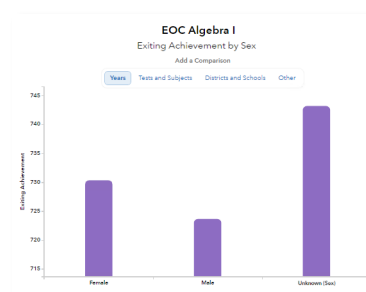 EOC Algebra I
Exiting Achievement by Sex
Add a Comparison
Years Tests and Subjects Districts and Schools Other
Exiting Achievement
745
740
735
730
725
720
715
Female Male Unknown (Sex)